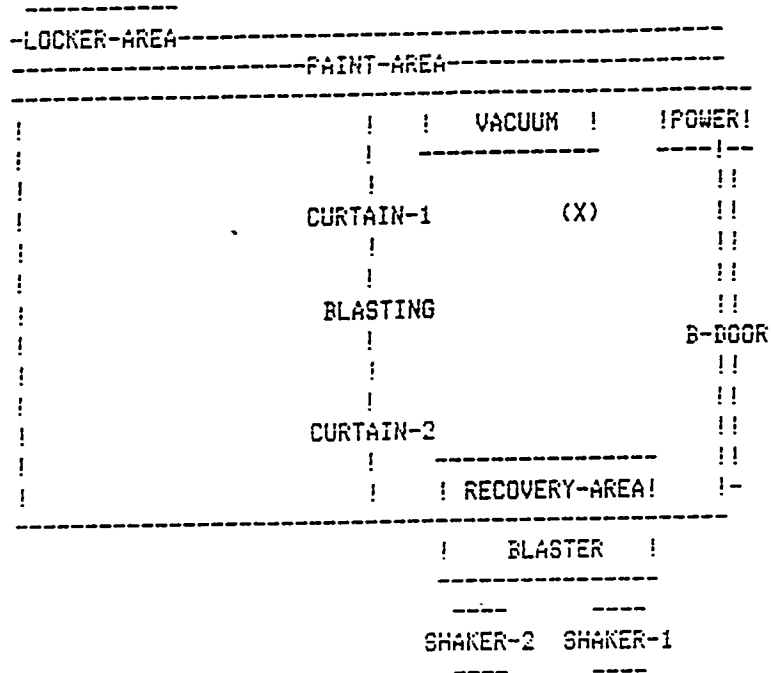 LOCKER-AREA
PAINT-AREA
VACUUM POWER
CURTAIN-1 (X)
BLASTING
B-DOOR
CURTAIN-2
RECOVERY-AREA
BLASTER
SHAKER-2 SHAKER-1